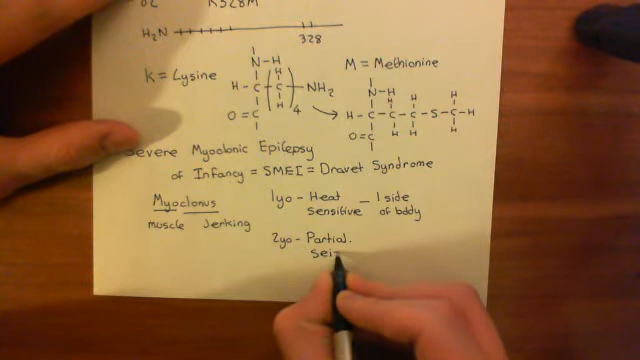 K328M
H₂N
328
K = Lysine
M = Methionine
N-H
H
H-C-C-NH₂
H
4
O=C
N-H
H H H
H-C-C-C-S-C-H
H H H
O=C
Severe Myoclonic Epilepsy
of Infancy = SMEI = Dravet Syndrome
Myoclonus
muscle Jerking
1yo - Heat sensitive - 1 side of body
2yo - Partial.
sei